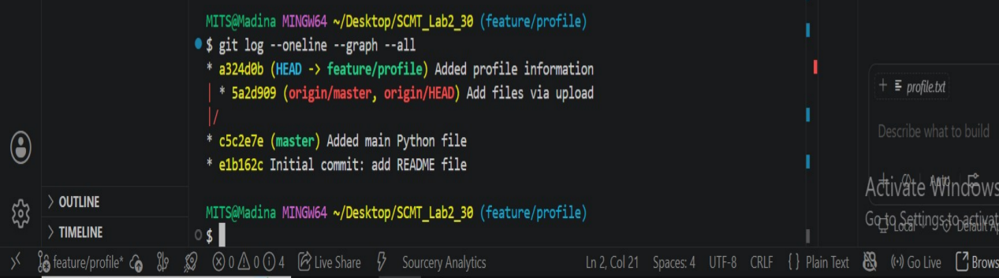 MITS@Madina MINGW64 ~/Desktop/SCMT_Lab2_30 (feature/profile)
$ git log --oneline --graph --all
* a324d0b (HEAD -> feature/profile) Added profile information
| * 5a2d909 (origin/master, origin/HEAD) Add files via upload
|/
* c5c2e7e (master) Added main Python file
* e1b162c Initial commit: add README file
MITS@Madina MINGW64 ~/Desktop/SCMT_Lab2_30 (feature/profile)
$
OUTLINE
TIMELINE
+ profile.txt
Describe what to build
Auto
Activate Windows
Go to Settings to activat
Local
Default Ap
feature/profile* 0 0 4 Live Share Sourcery Analytics Ln 2, Col 21 Spaces: 4 UTF-8 CRLF {} Plain Text Go Live Brows